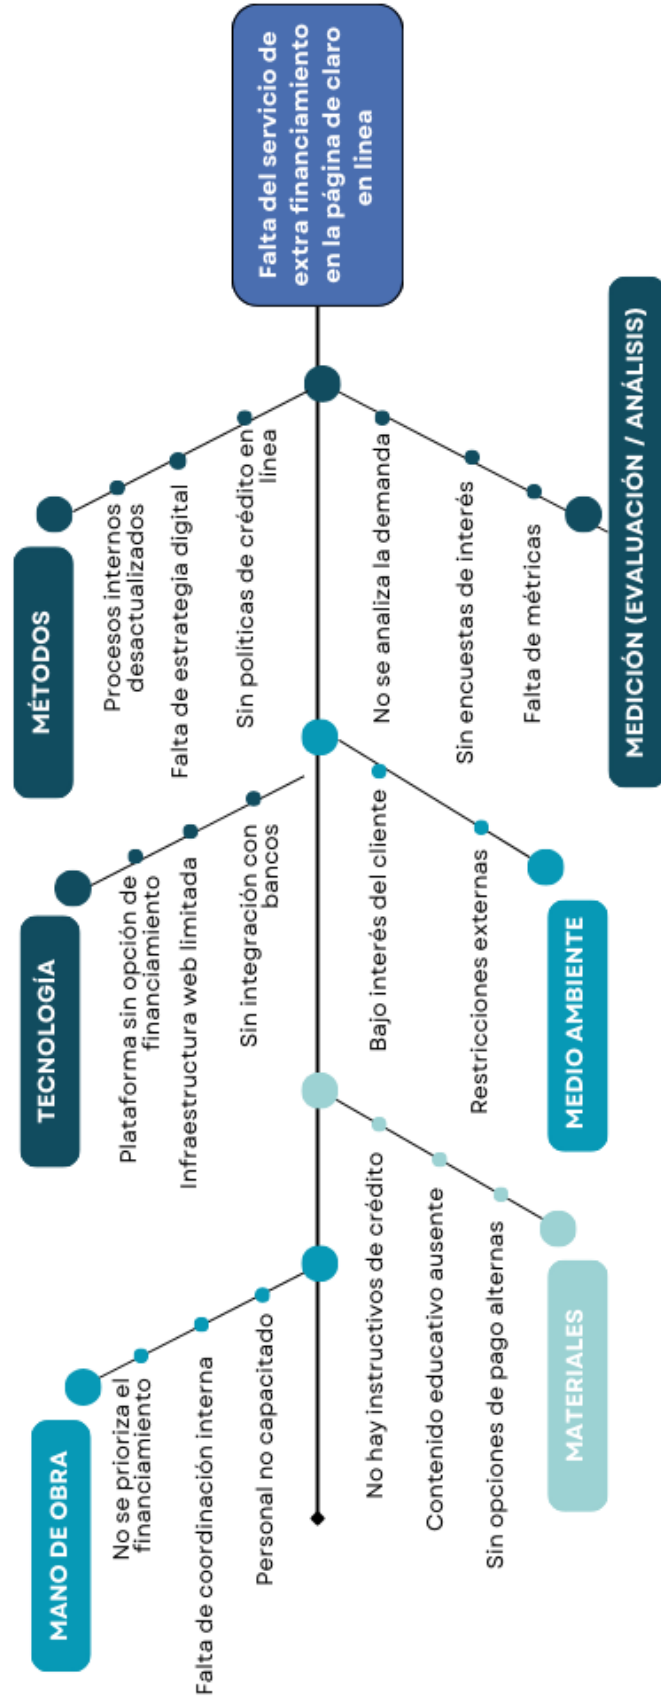 MANO DE OBRA
No se prioriza el
financiamiento
Falta de coordinación interna
Personal no capacitado
TECNOLOGÍA
Plataforma sin opción de
financiamiento
Infraestructura web limitada
Sin integración con
bancos
MÉTODOS
Procesos internos
desactualizados
Falta de estrategia digital
Sin políticas de crédito en
línea
Falta del servicio de
extra financiamiento
en la página de claro
en linea
No hay instructivos de crédito
Contenido educativo ausente
Sin opciones de pago alternas
MATERIALES
Bajo interés del cliente
Restricciones externas
MEDIO AMBIENTE
No se analiza la demanda
Sin encuestas de interés
Falta de métricas
MEDICIÓN (EVALUACIÓN / ANÁLISIS)